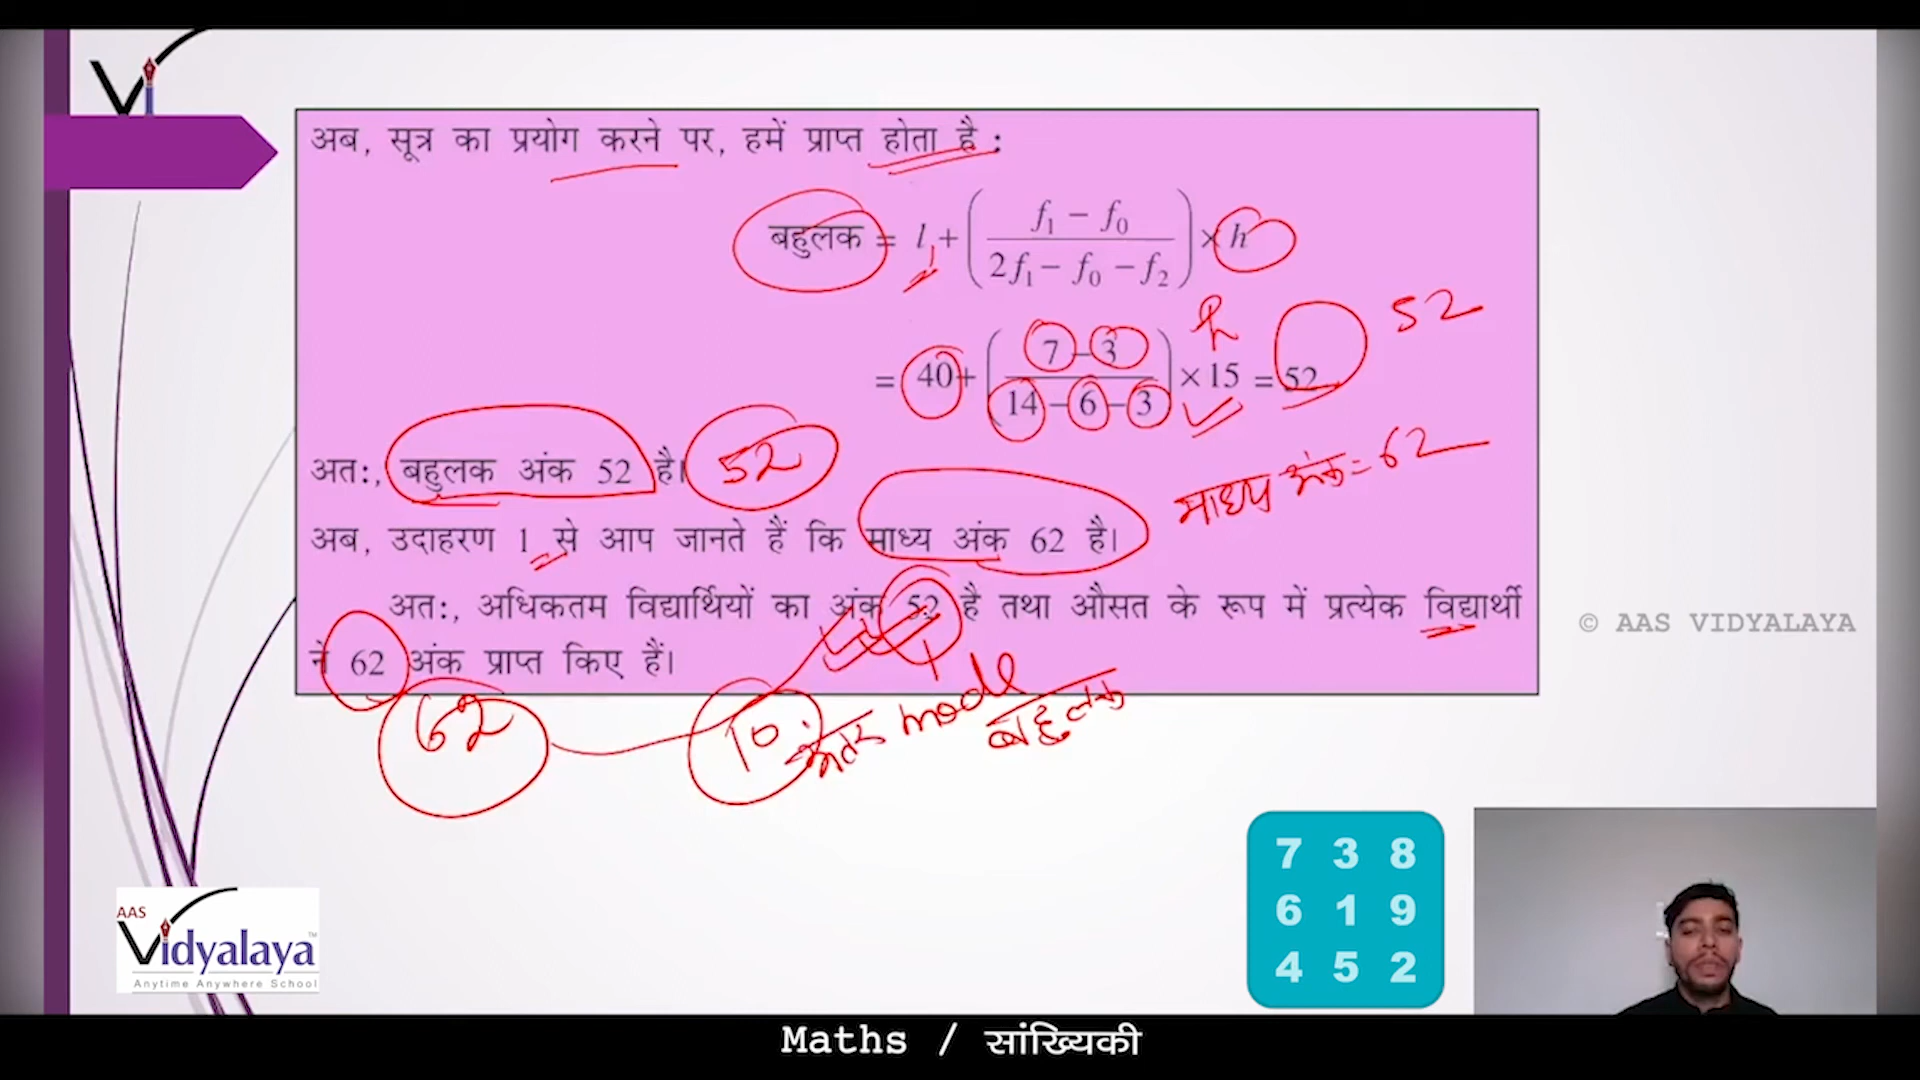 अब, सूत्र का प्रयोग करने पर, हमें प्राप्त होता है :
बहुलक = l + ( (f₁ − f₀) / (2f₁ − f₀ − f₂) ) × h
h
= 40 + ( (7 − 3) / (14 − 6 − 3) ) × 15 = 52
52
अतः, बहुलक अंक 52 है। 52
माध्य अंक = 62
अब, उदाहरण 1 से आप जानते हैं कि माध्य अंक 62 है।
अतः, अधिकतम विद्यार्थियों का अंक 52 है तथा औसत के रूप में प्रत्येक विद्यार्थी
ने 62 अंक प्राप्त किए हैं।
62 10 अंतर mode बहुलक
© AAS VIDYALAYA
7 3 8
6 1 9
4 5 2
AAS
Vidyalaya™
Anytime Anywhere School
Maths / सांख्यिकी